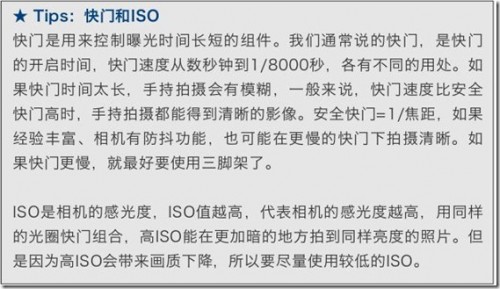 ★ Tips：快门和ISO
快门是用来控制曝光时间长短的组件。我们通常说的快门，是快门
的开启时间，快门速度从数秒钟到1/8000秒，各有不同的用处。如
果快门时间太长，手持拍摄会有模糊，一般来说，快门速度比安全
快门高时，手持拍摄都能得到清晰的影像。安全快门=1/焦距，如果
经验丰富、相机有防抖功能，也可能在更慢的快门下拍摄清晰。如
果快门更慢，就最好要使用三脚架了。
ISO是相机的感光度，ISO值越高，代表相机的感光度越高，用同样
的光圈快门组合，高ISO能在更加暗的地方拍到同样亮度的照片。但
是因为高ISO会带来画质下降，所以要尽量使用较低的ISO。